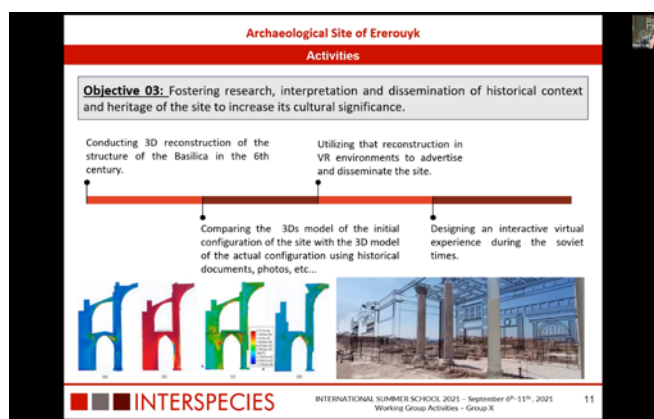 Archaeological Site of Ererouyk
Activities
Objective 03: Fostering research, interpretation and dissemination of historical context
and heritage of the site to increase its cultural significance.
Conducting 3D reconstruction of the
structure of the Basilica in the 6th
century.
Utilizing that reconstruction in
VR environments to advertise
and disseminate the site.
Comparing the 3Ds model of the initial
configuration of the site with the 3D model
of the actual configuration using historical
documents, photos, etc...
Designing an interactive virtual
experience during the soviet
times.
INTERSPECIES
INTERNATIONAL SUMMER SCHOOL 2021 – September 6th-11th, 2021
Working Group Activities – Group X
11